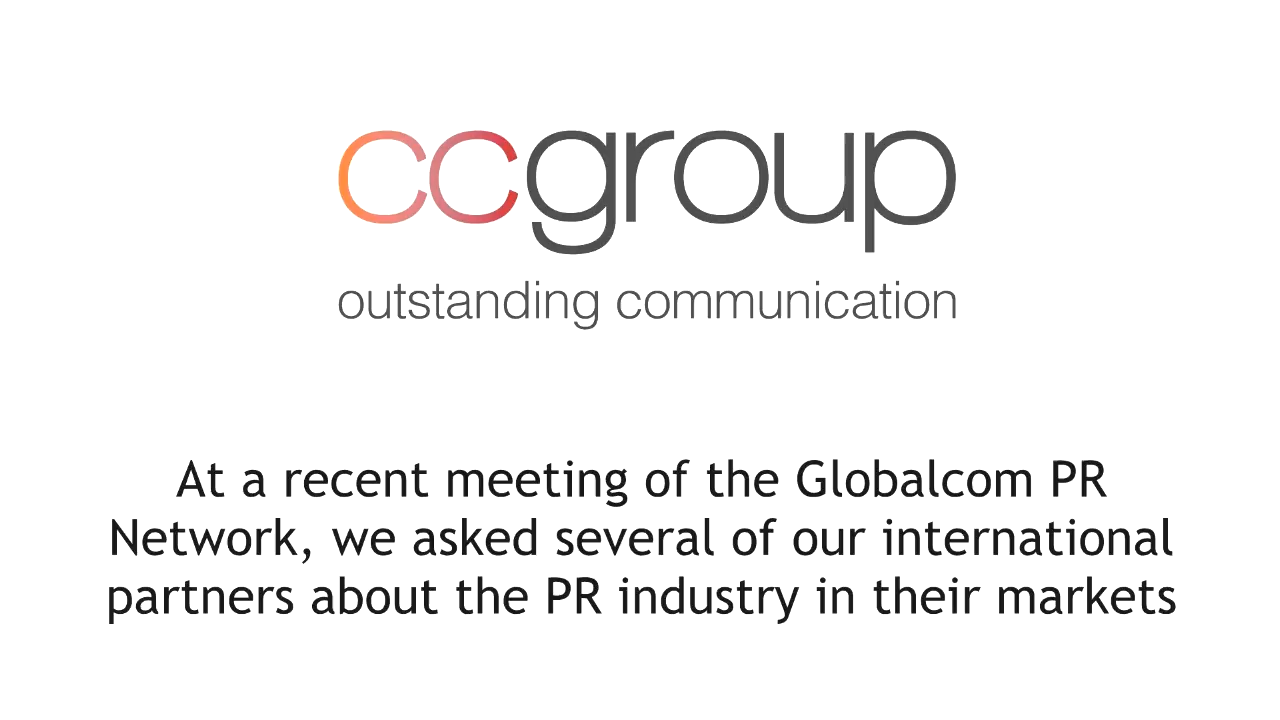 ccgroup
outstanding communication
At a recent meeting of the Globalcom PR
Network, we asked several of our international
partners about the PR industry in their markets